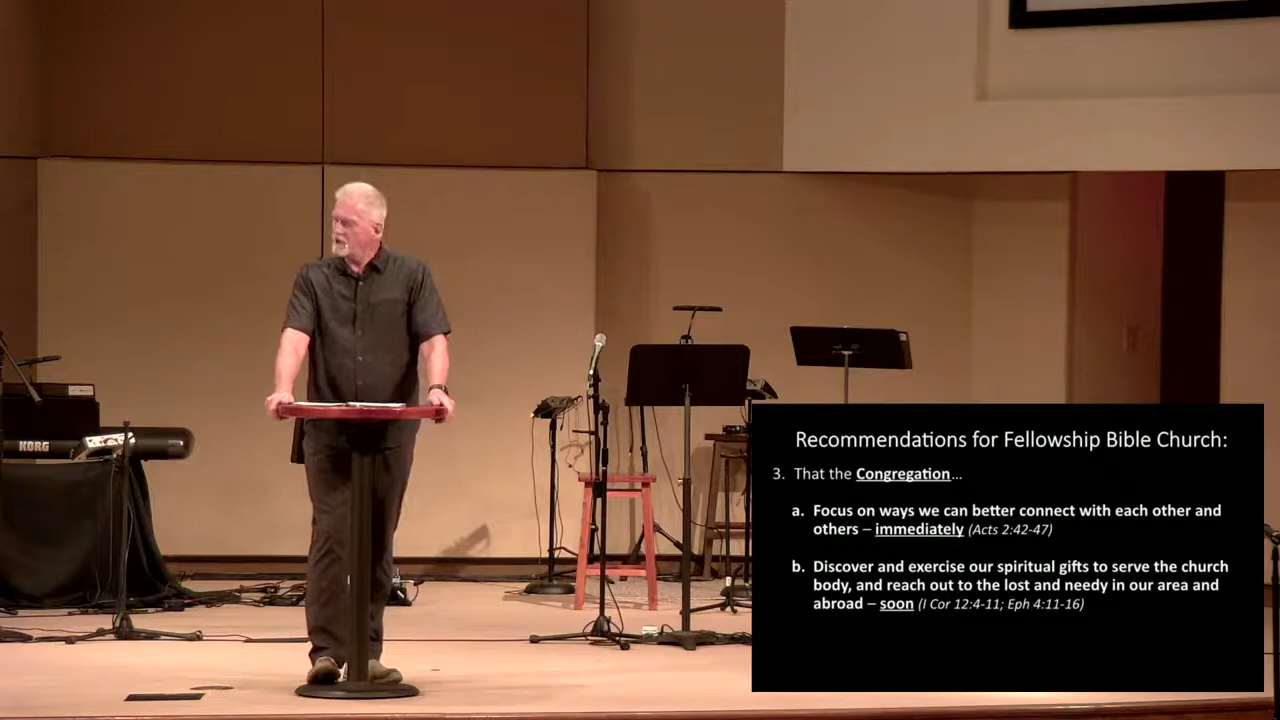 KORG
Recommendations for Fellowship Bible Church:
3. That the Congregation...
a. Focus on ways we can better connect with each other and
others – immediately (Acts 2:42-47)
b. Discover and exercise our spiritual gifts to serve the church
body, and reach out to the lost and needy in our area and
abroad – soon (I Cor 12:4-11; Eph 4:11-16)